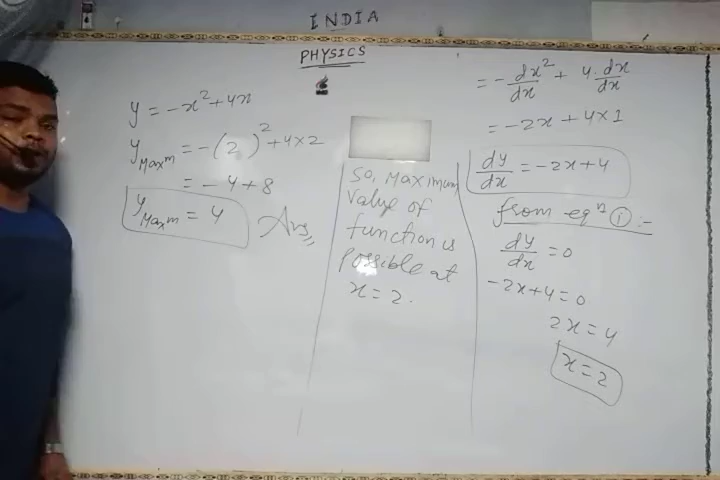 INDIA
PHYSICS
y = -x² + 4x
yMaxᵐ = -(2)² + 4×2
= -4+8
yMaxᵐ = 4 Ans
So, Maximum
Value of
function is
possible at
x = 2.
= - dx²/dx + 4.dx/dx
= -2x + 4×1
dy/dx = -2x+4
from eqⁿ ① :-
dy/dx = 0
-2x+4=0
2x = 4
x = 2